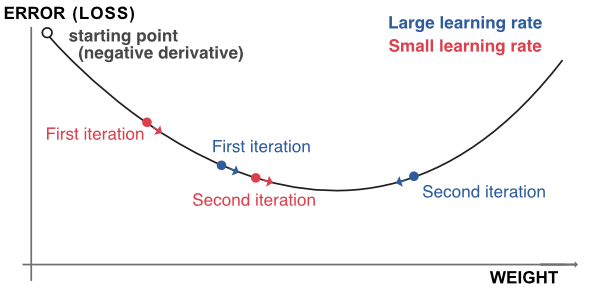 ERROR (LOSS)
starting point
(negative derivative)
Large learning rate
Small learning rate
First iteration
First iteration
Second iteration
Second iteration
WEIGHT